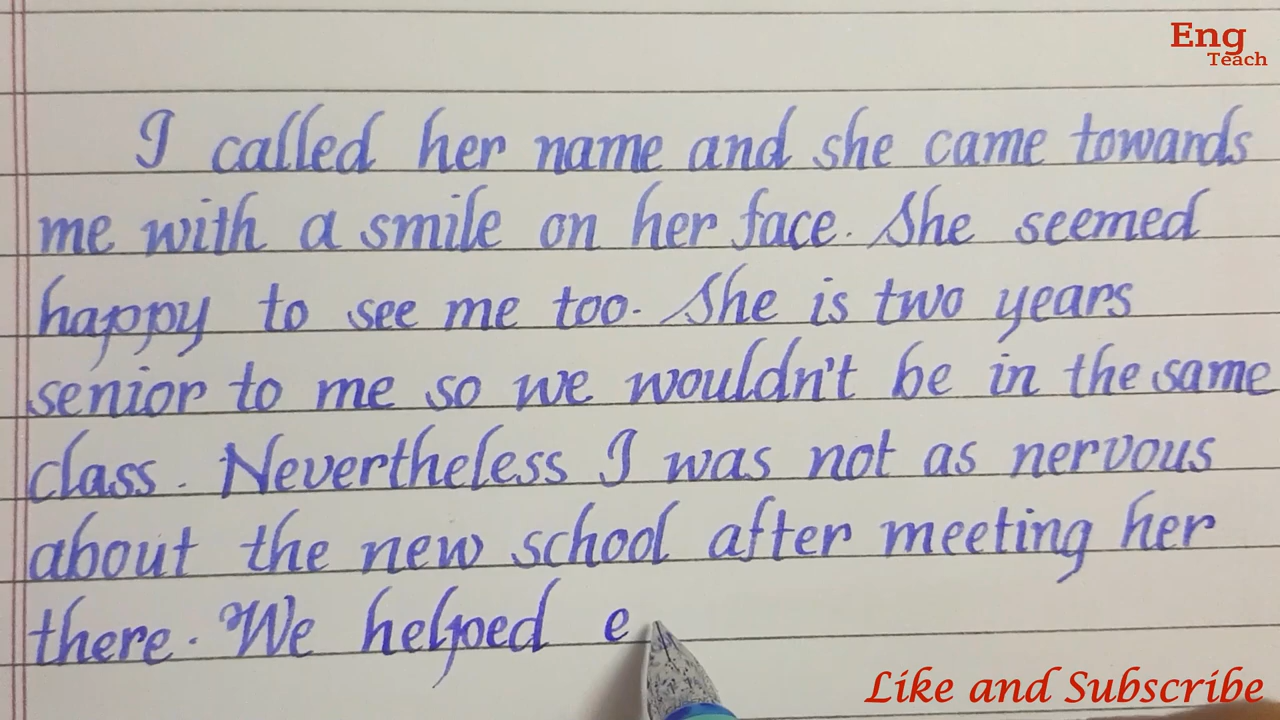 Eng
Teach
I called her name and she came towards
me with a smile on her face. She seemed
happy to see me too. She is two years
senior to me so we wouldn't be in the same
class. Nevertheless I was not as nervous
about the new school after meeting her
there. We helped e
Like and Subscribe